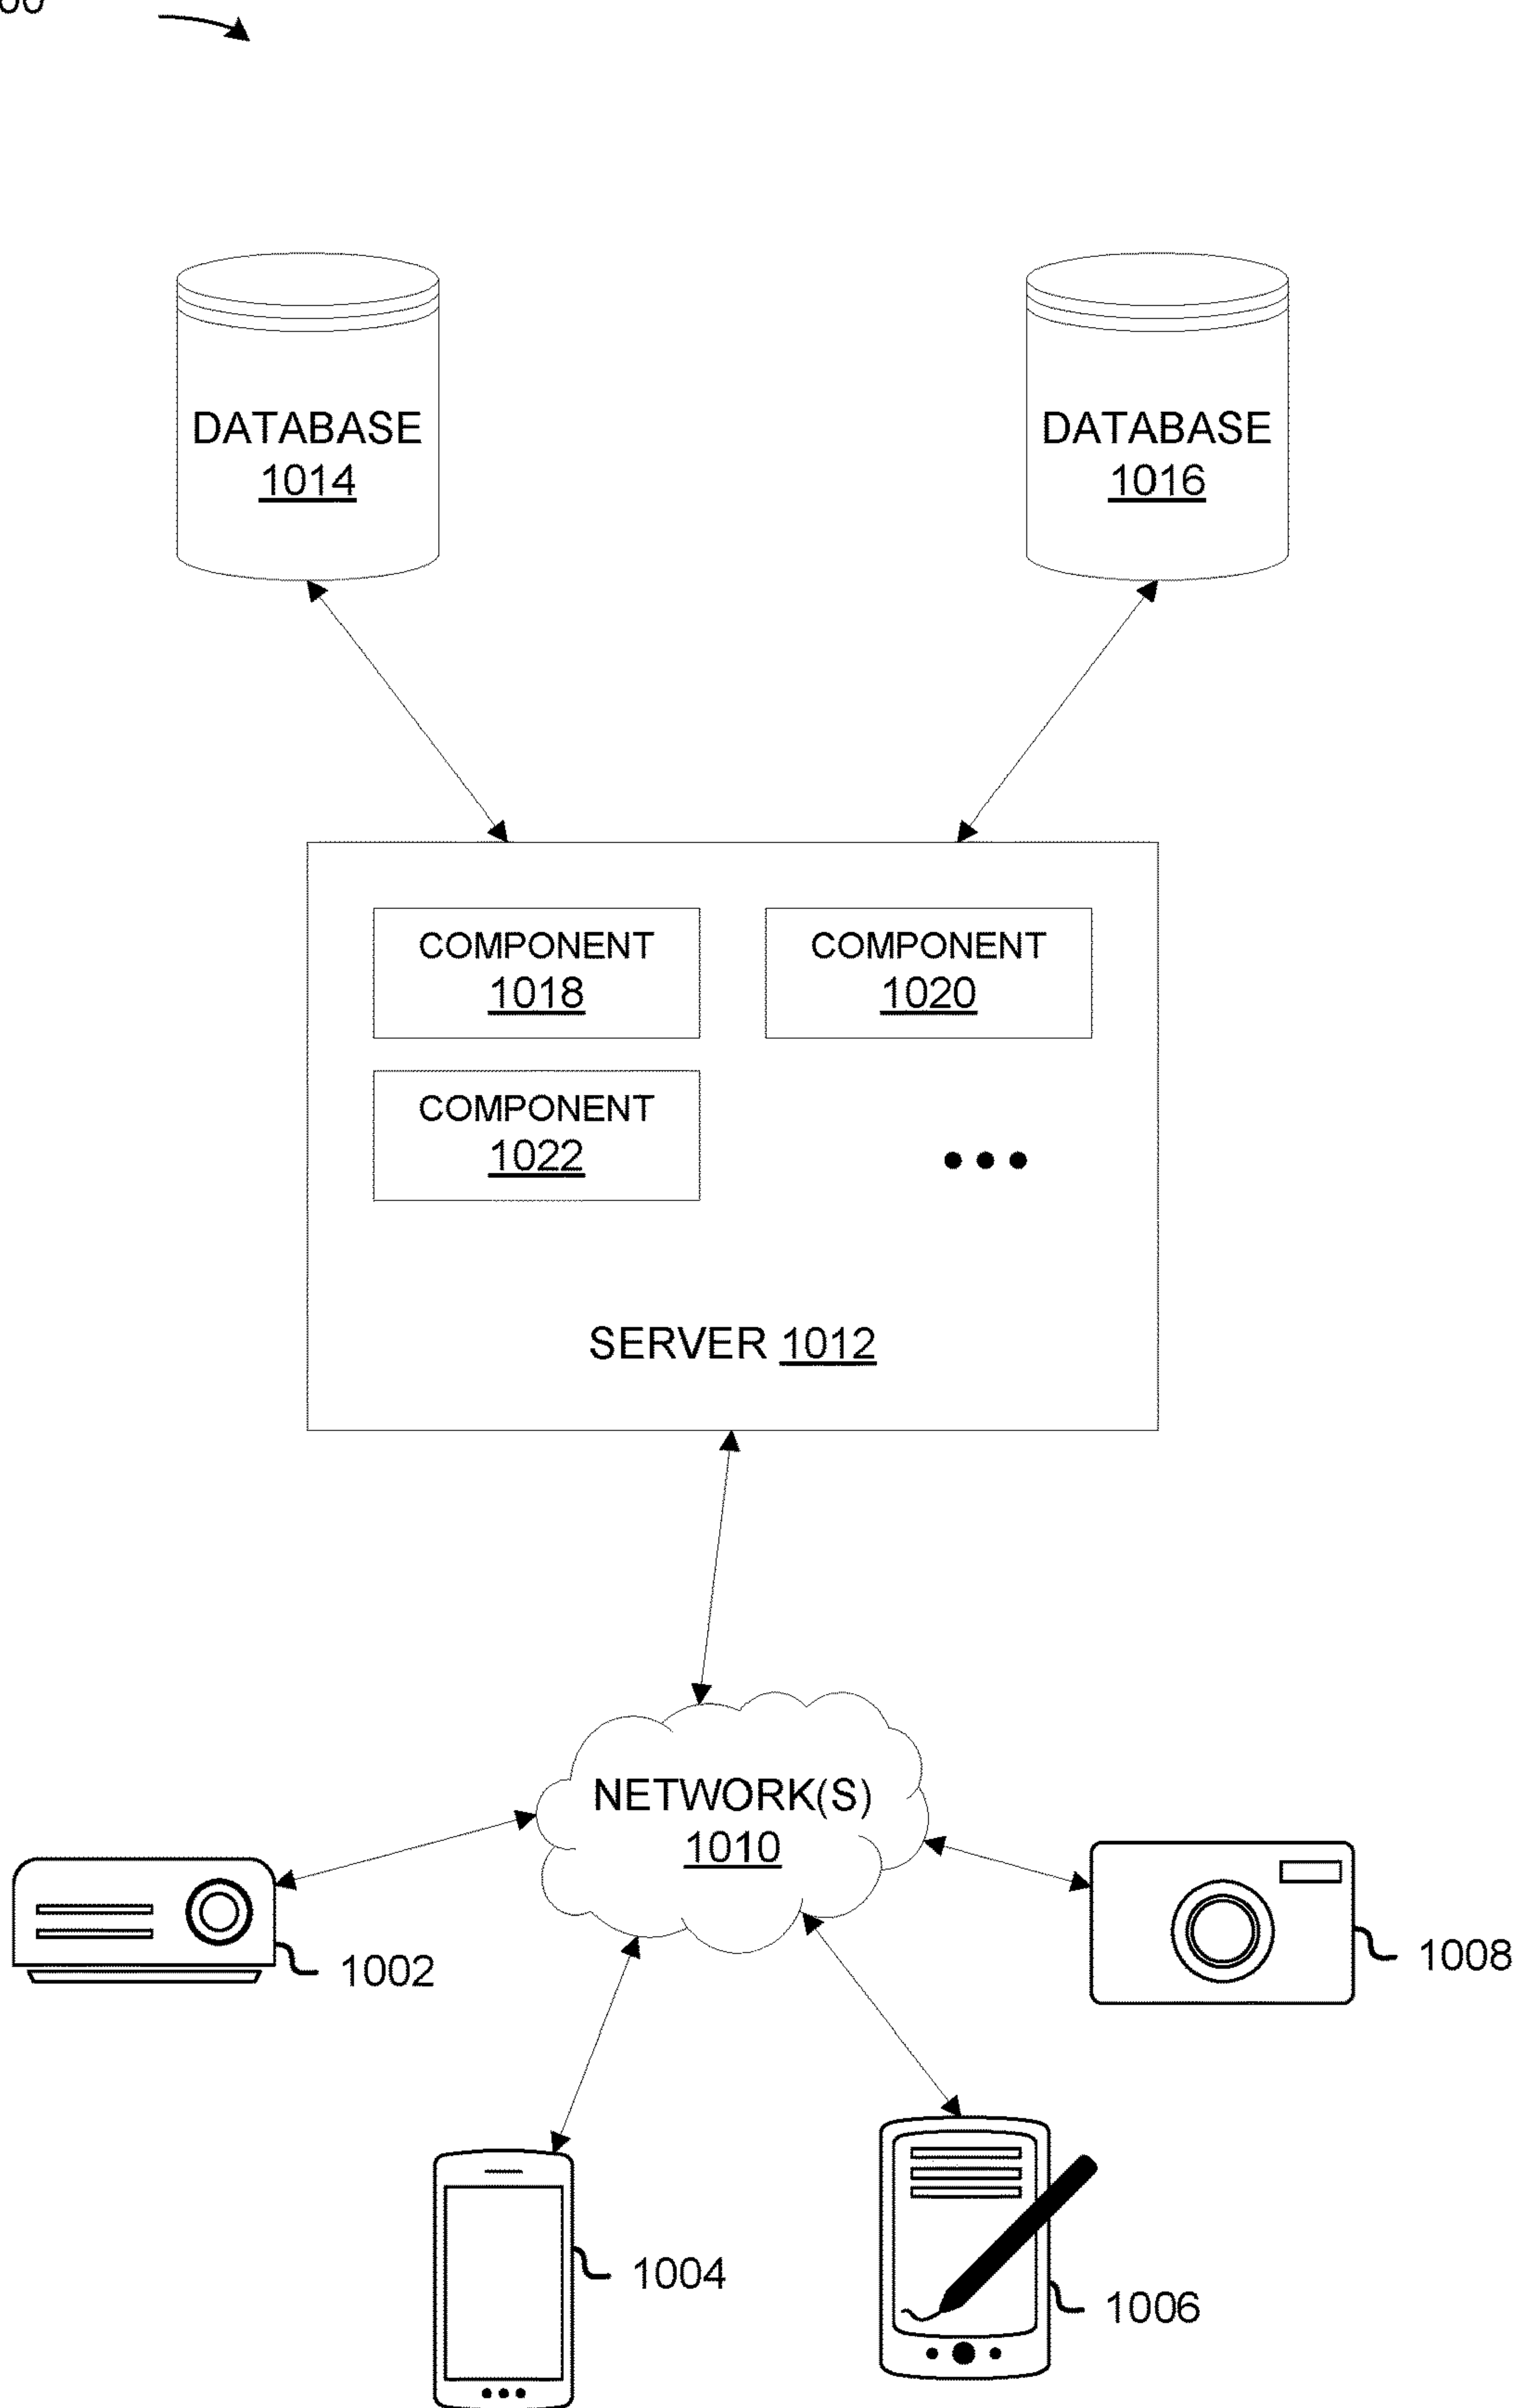 DATABASE
1014
DATABASE
1016
COMPONENT
1018
COMPONENT
1020
COMPONENT
1022
SERVER 1012
NETWORK(S)
1010
1002
1008
1004
1006